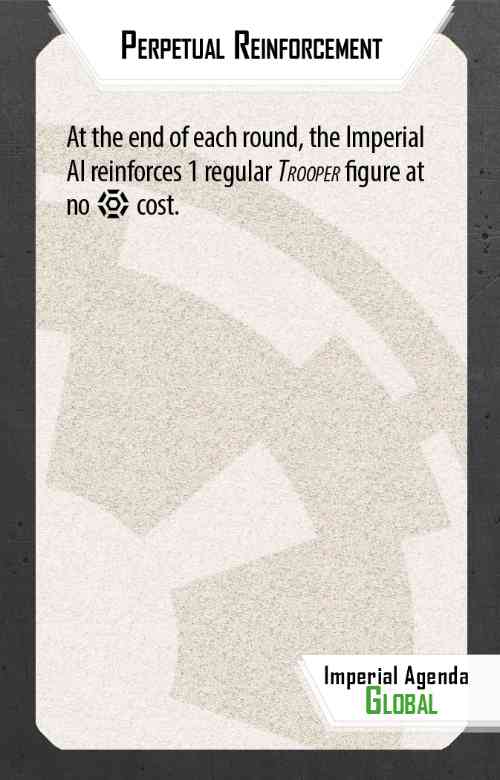 Perpetual Reinforcement
At the end of each round, the Imperial
AI reinforces 1 regular Trooper figure at
no cost.
Imperial Agenda
Global